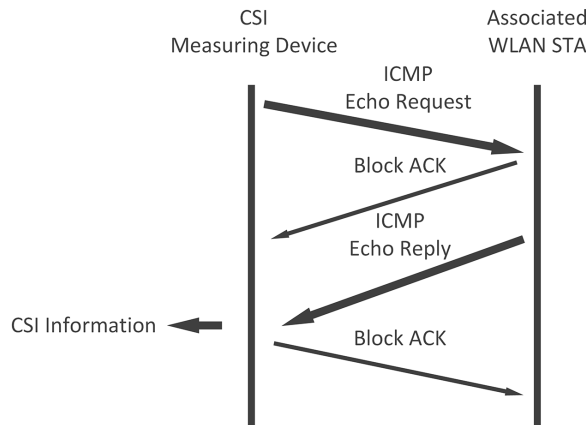 CSI
Measuring Device
Associated
WLAN STA
ICMP
Echo Request
Block ACK
ICMP
Echo Reply
CSI Information
Block ACK